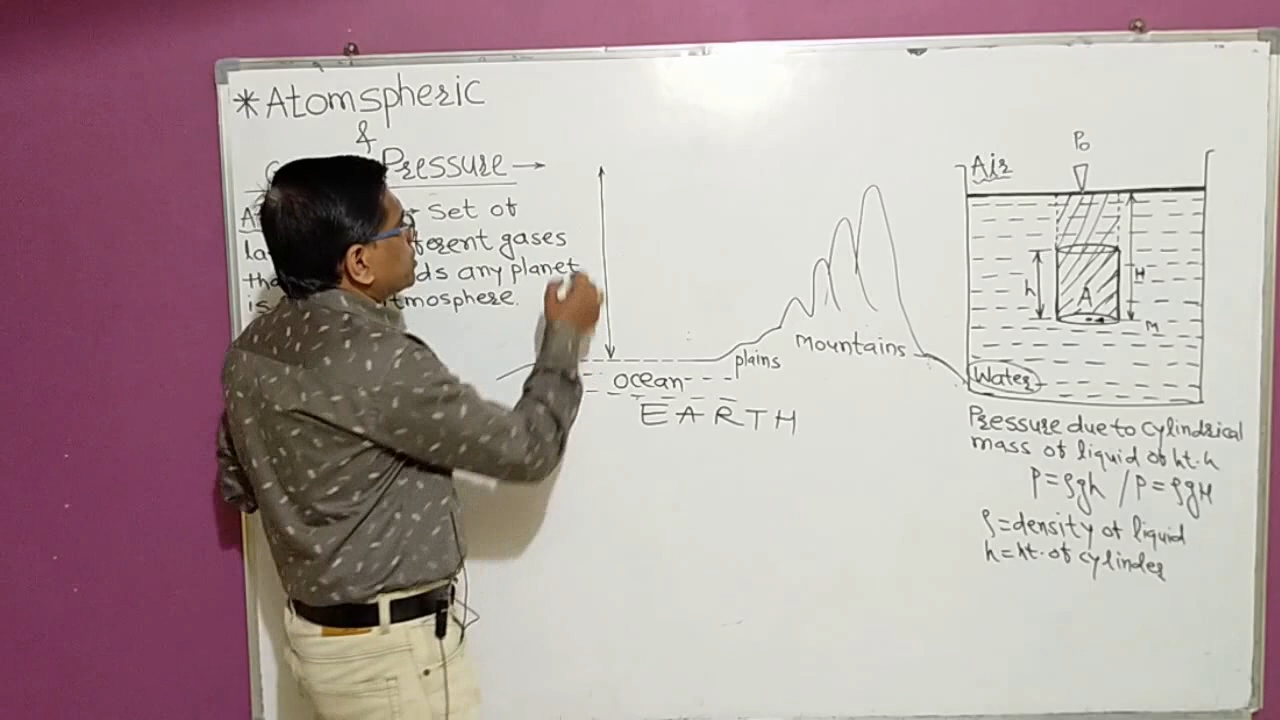 * Atomspheric
&
Pressure →
- Set of
gases
any planet
is
P₀
Air
H
h
A
M
Water
Mountains
plains
Ocean
EARTH
Pressure due to cylindrical
mass of liquid of ht. h
P = ρgh / P = ρgH
ρ = density of liquid
h = ht. of cylinder